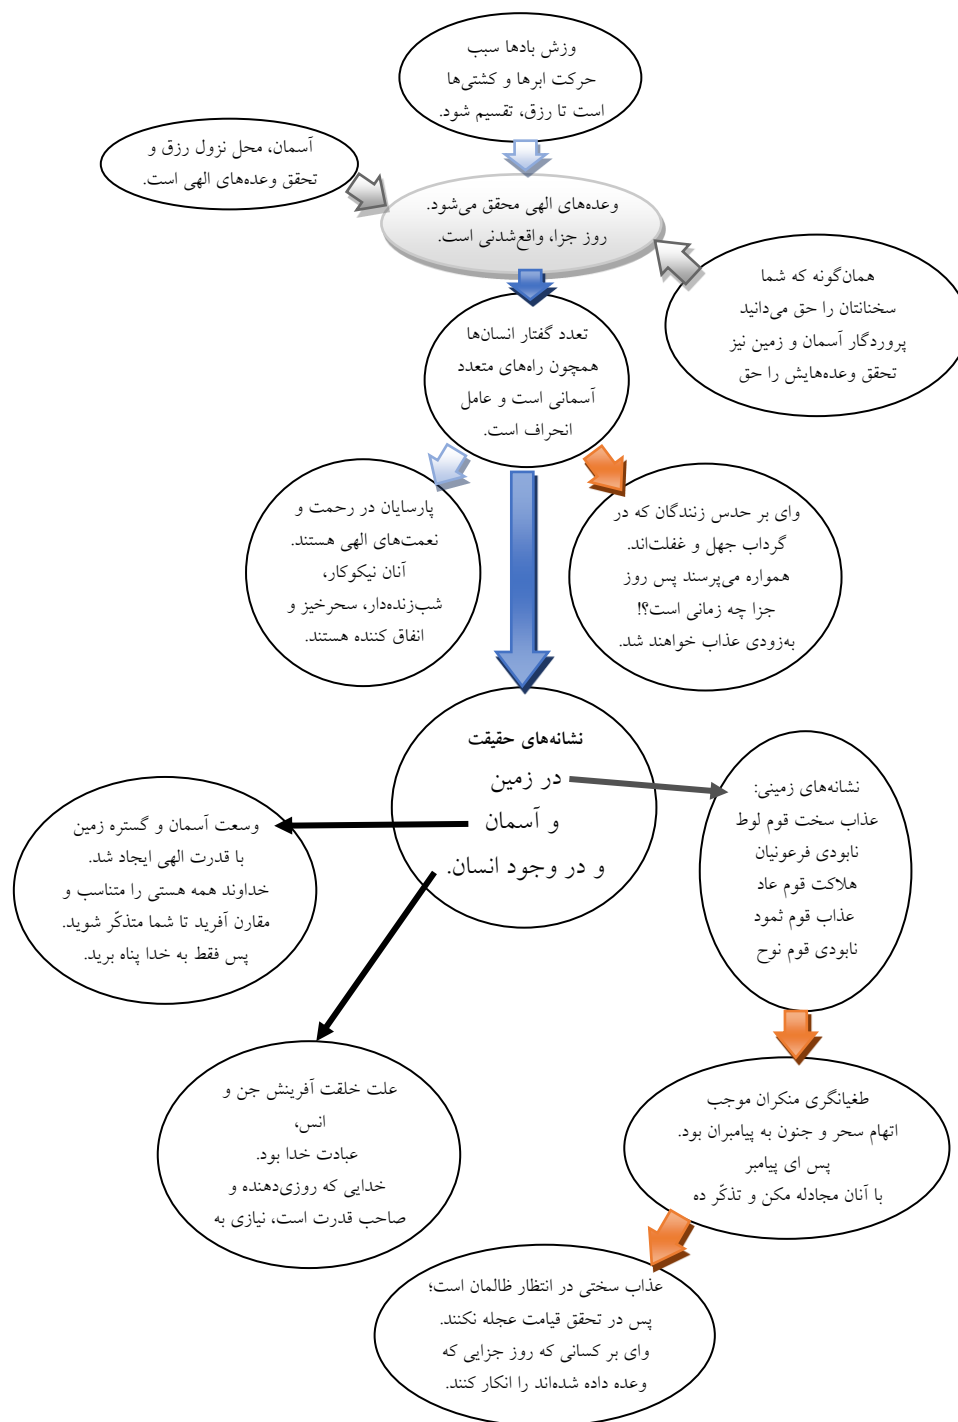 وزش بادها سبب
حرکت ابرها و کشتی‌ها
است تا رزق، تقسیم شود.
آسمان، محل نزول رزق و
تحقق وعده‌های الهی است.
وعده‌های الهی محقق می‌شود.
روز جزا، واقع‌شدنی است.
همان‌گونه که شما
سخنانتان را حق می‌دانید
پروردگار آسمان و زمین نیز
تحقق وعده‌هایش را حق
تعدد گفتار انسان‌ها
همچون راه‌های متعدد
آسمانی است و عامل
انحراف است.
وای بر حدس زنندگان که در
گرداب جهل و غفلت‌اند.
همواره می‌پرسند پس روز
جزا چه زمانی است؟!
به‌زودی عذاب خواهند شد.
پارسایان در رحمت و
نعمت‌های الهی هستند.
آنان نیکوکار،
شب‌زنده‌دار، سحرخیز و
انفاق کننده هستند.
نشانه‌های حقیقت
در زمین
و آسمان
و در وجود انسان.
نشانه‌های زمینی:
عذاب سخت قوم لوط
نابودی فرعونیان
هلاکت قوم عاد
عذاب قوم ثمود
نابودی قوم نوح
وسعت آسمان و گستره زمین
با قدرت الهی ایجاد شد.
خداوند همه هستی را متناسب و
مقارن آفرید تا شما متذکّر شوید.
پس فقط به خدا پناه برید.
علت خلقت آفرینش جن و
انس،
عبادت خدا بود.
خدایی که روزی‌دهنده و
صاحب قدرت است، نیازی به
طغیانگری منکران موجب
اتهام سحر و جنون به پیامبران بود.
پس ای پیامبر
با آنان مجادله مکن و تذکّر ده
عذاب سختی در انتظار ظالمان است؛
پس در تحقق قیامت عجله نکنند.
وای بر کسانی که روز جزایی که
وعده داده شده‌اند را انکار کنند.